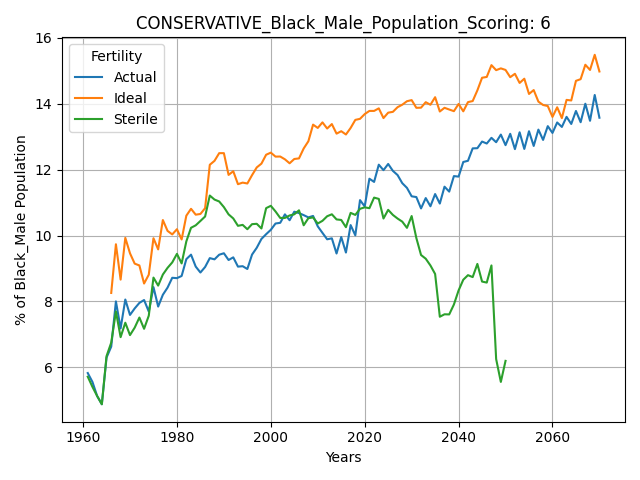 CONSERVATIVE_Black_Male_Population_Scoring: 6
16
14
12
10
8
6
% of Black_Male Population
Fertility
Actual
Ideal
Sterile
1960
1980
2000
2020
2040
2060
Years